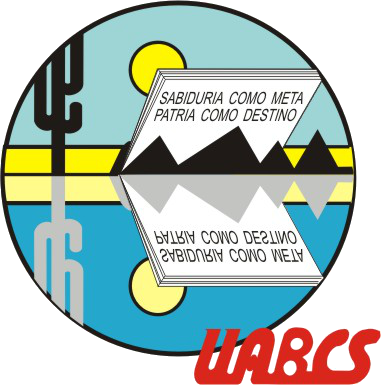 SABIDURIA COMO META
PATRIA COMO DESTINO
PATRIA COMO DESTINO
SABIDURIA COMO META
UABCS